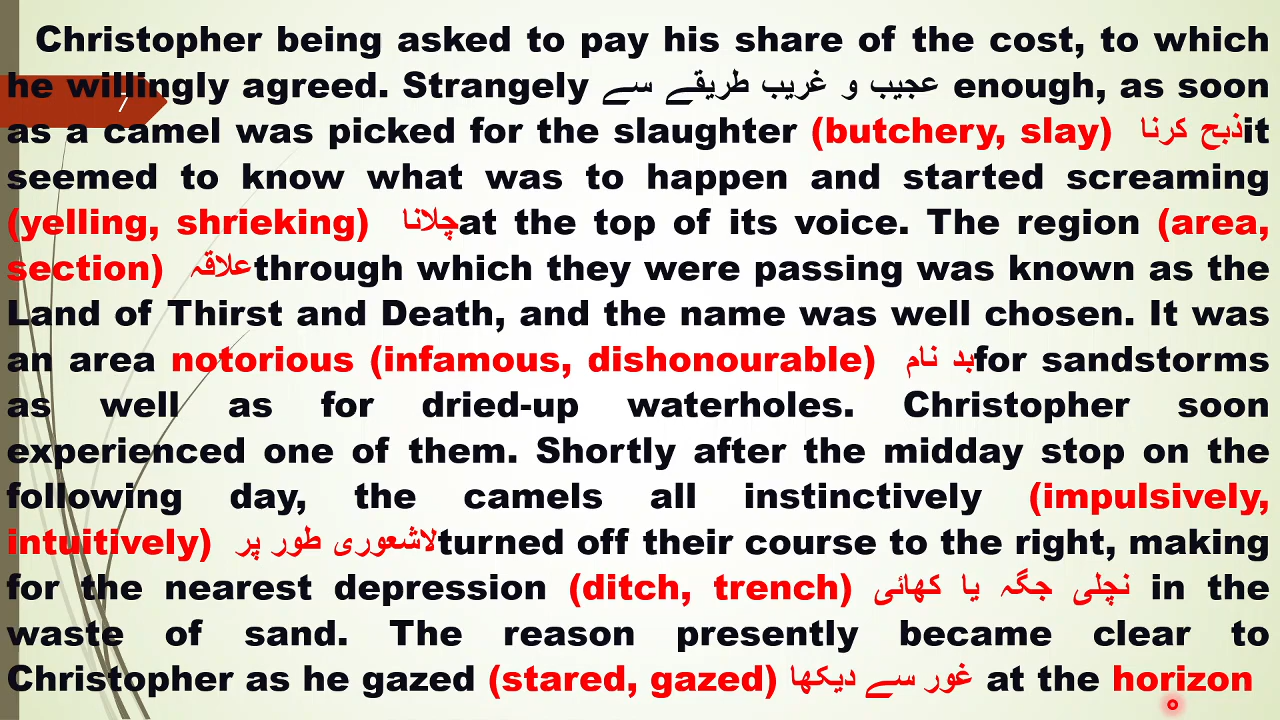 Christopher being asked to pay his share of the cost, to which
he willingly agreed. Strangely عجیب و غریب طریقے سے enough, as soon
as a camel was picked for the slaughter (butchery, slay) ذبح کرنا it
seemed to know what was to happen and started screaming
(yelling, shrieking) چلانا at the top of its voice. The region (area,
section) علاقہ through which they were passing was known as the
Land of Thirst and Death, and the name was well chosen. It was
an area notorious (infamous, dishonourable) بد نام for sandstorms
as well as for dried-up waterholes. Christopher soon
experienced one of them. Shortly after the midday stop on the
following day, the camels all instinctively (impulsively,
intuitively) لاشعوری طور پر turned off their course to the right, making
for the nearest depression (ditch, trench) نچلی جگہ یا کھائی in the
waste of sand. The reason presently became clear to
Christopher as he gazed (stared, gazed) غور سے دیکھا at the horizon
7